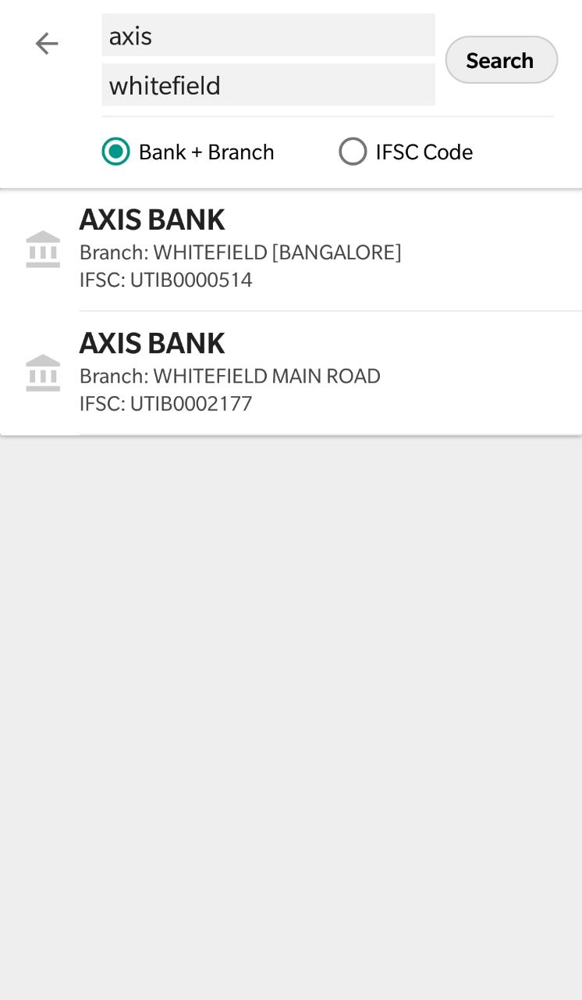 axis
whitefield
Search
Bank + Branch
IFSC Code
AXIS BANK
Branch: WHITEFIELD [BANGALORE]
IFSC: UTIB0000514
AXIS BANK
Branch: WHITEFIELD MAIN ROAD
IFSC: UTIB0002177